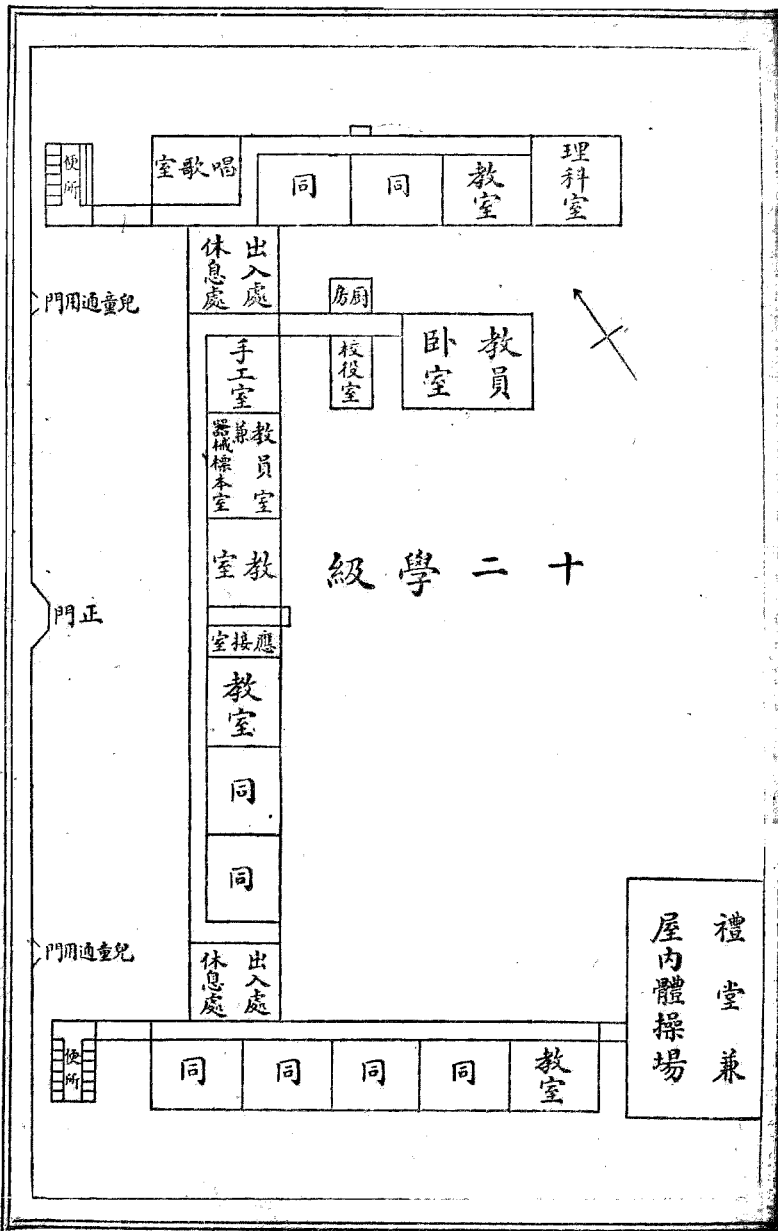 十二學級
理科室
教室
同
同
唱歌室
便所
出入處
休息處
兒童通用門
廚房
校役室
教員
卧室
手工室
教員室
兼
器械標本室
教室
正門
應接室
教室
同
同
兒童通用門
出入處
休息處
禮堂兼
屋內體操場
教室
同
同
同
同
便所